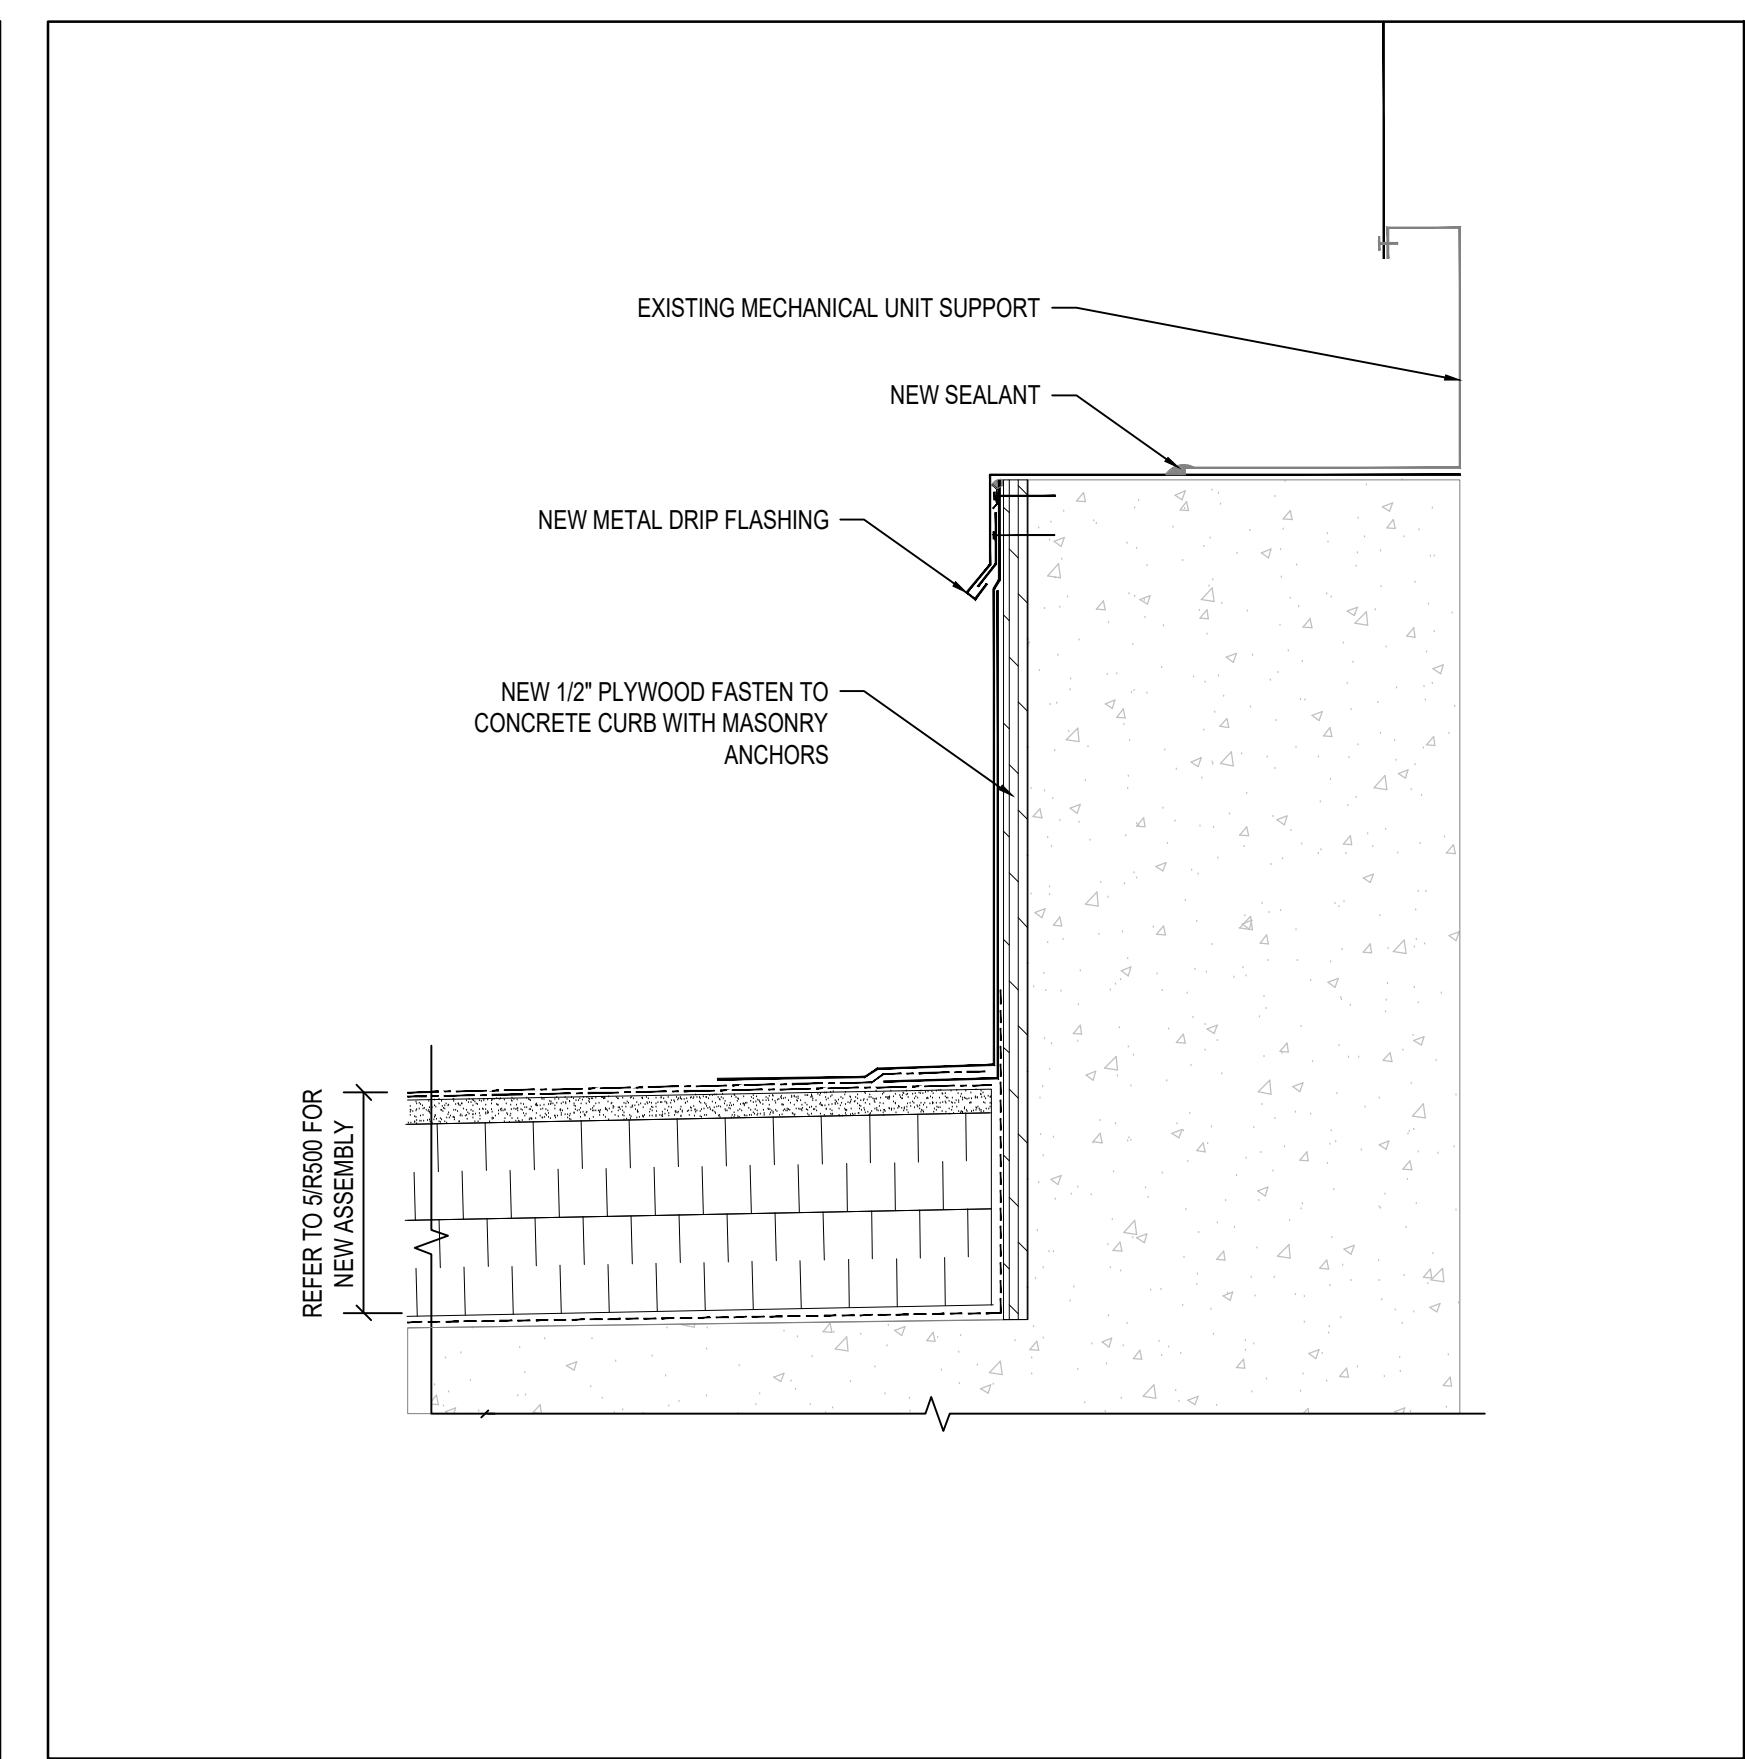 EXISTING MECHANICAL UNIT SUPPORT
NEW SEALANT
NEW METAL DRIP FLASHING
NEW 1/2" PLYWOOD FASTEN TO
CONCRETE CURB WITH MASONRY
ANCHORS
REFER TO 5/R500 FOR
NEW ASSEMBLY